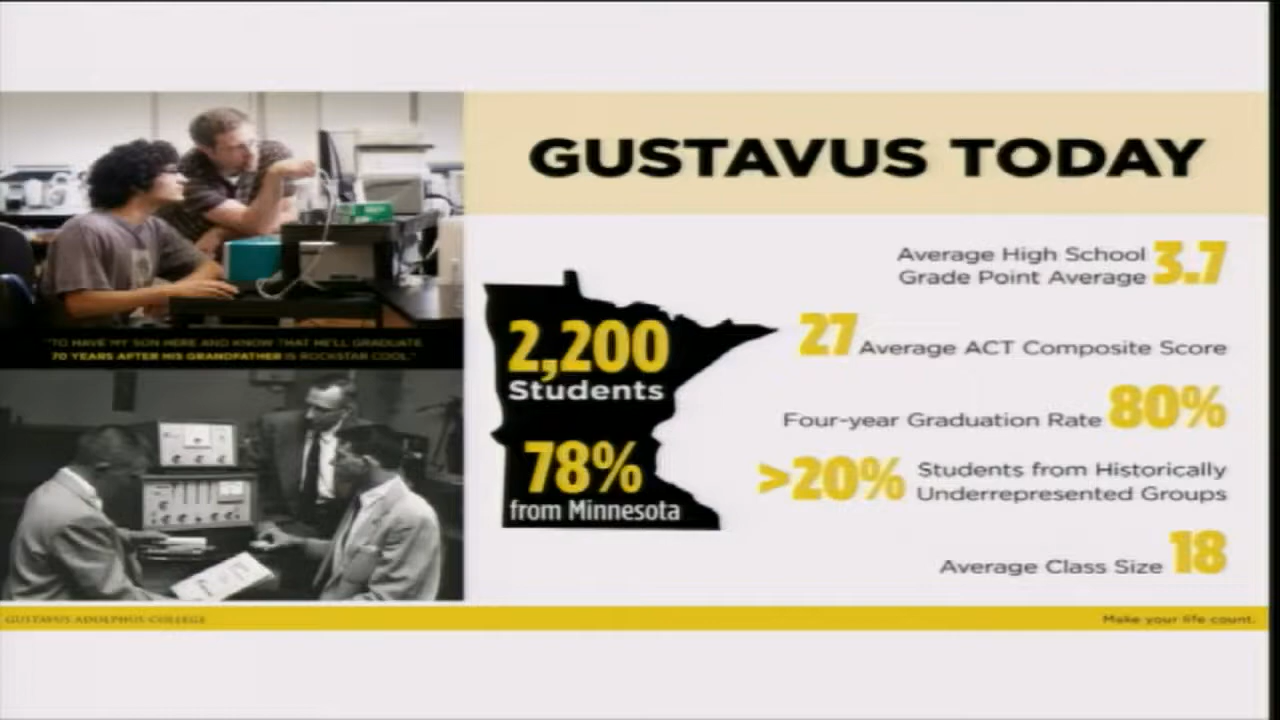 GUSTAVUS TODAY
"TO HAVE MY SON HERE AND KNOW THAT HE'LL GRADUATE
70 YEARS AFTER HIS GRANDFATHER IS ROCKSTAR COOL."
2,200
Students
78%
from Minnesota
Average High School
Grade Point Average 3.7
27 Average ACT Composite Score
Four-year Graduation Rate 80%
>20% Students from Historically
Underrepresented Groups
Average Class Size 18
GUSTAVUS ADOLPHUS COLLEGE
Make your life count.